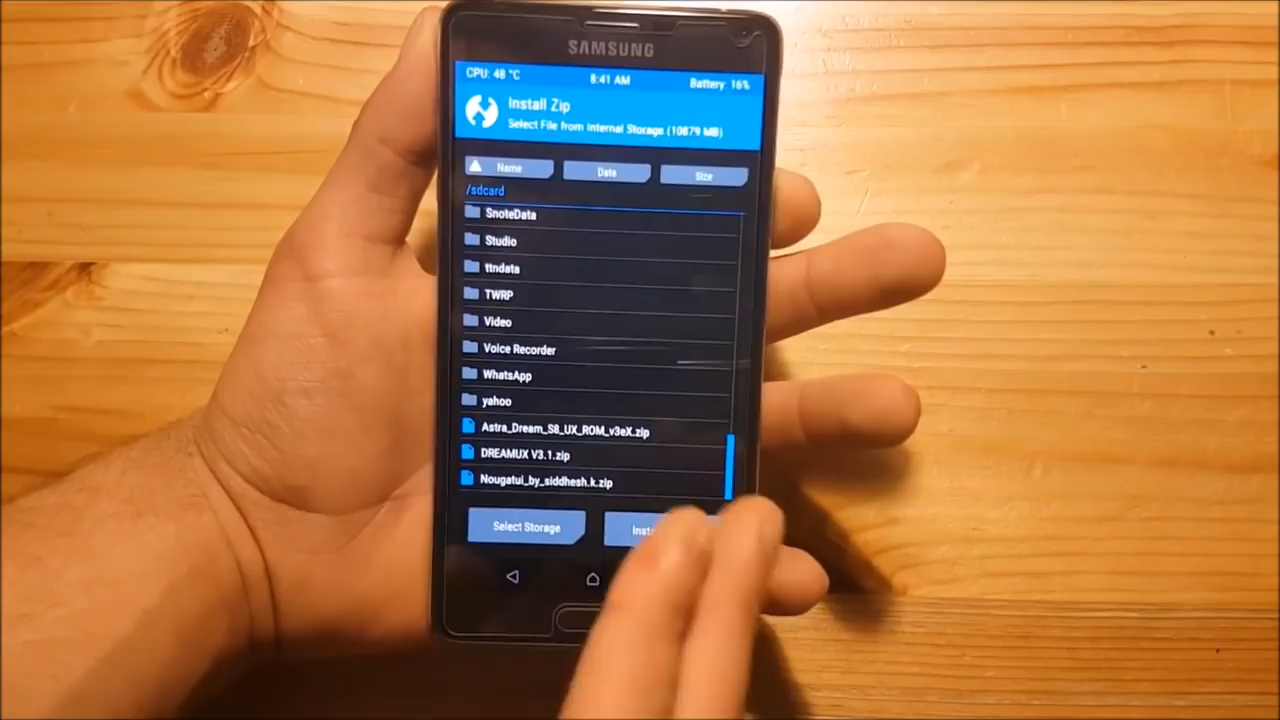 SAMSUNG
CPU: 48 °C 8:41 AM Battery: 16%
Install Zip
Select File from Internal Storage (10879 MB)
Name Date Size
/sdcard
SnoteData
Studio
ttndata
TWRP
Video
Voice Recorder
WhatsApp
yahoo
Astra_Dream_S8_UX_ROM_v3eX.zip
DREAMUX V3.1.zip
Nougatui_by_siddhesh.k.zip
Select Storage